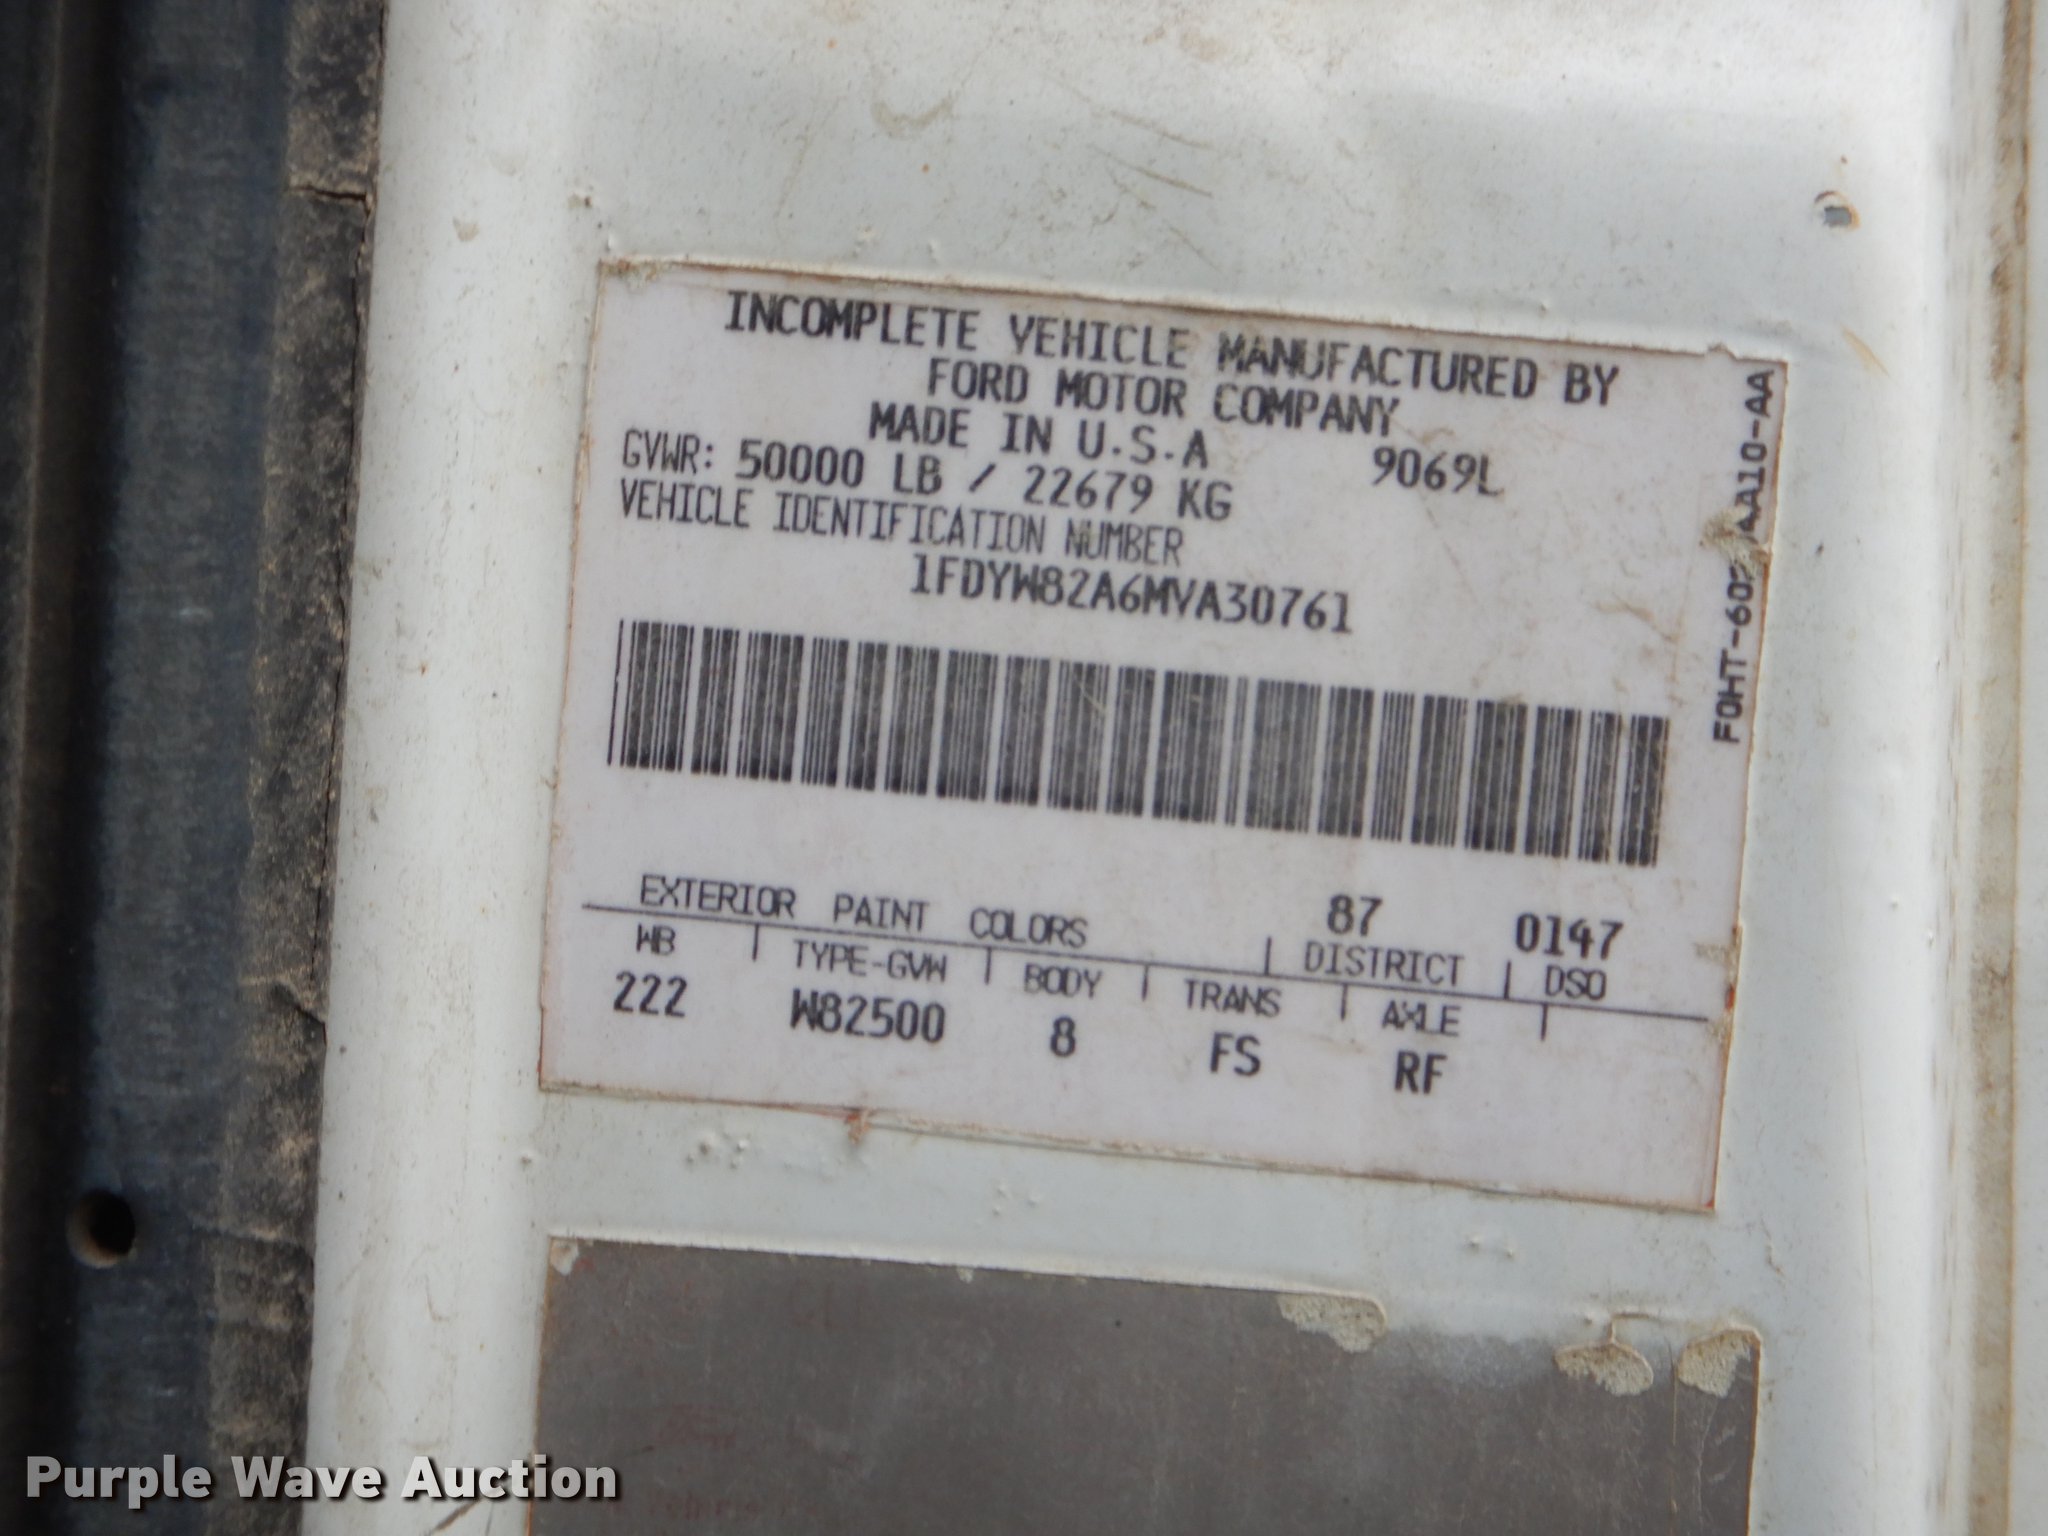 INCOMPLETE VEHICLE MANUFACTURED BY
FORD MOTOR COMPANY
MADE IN U.S.A 9069L
GVWR: 50000 LB / 22679 KG
VEHICLE IDENTIFICATION NUMBER
1FDYW82A6MVA30761
87 0147
EXTERIOR PAINT COLORS DISTRICT DSO
WB TYPE-GVW BODY TRANS AXLE
222 W82500 8 FS RF
Purple Wave Auction